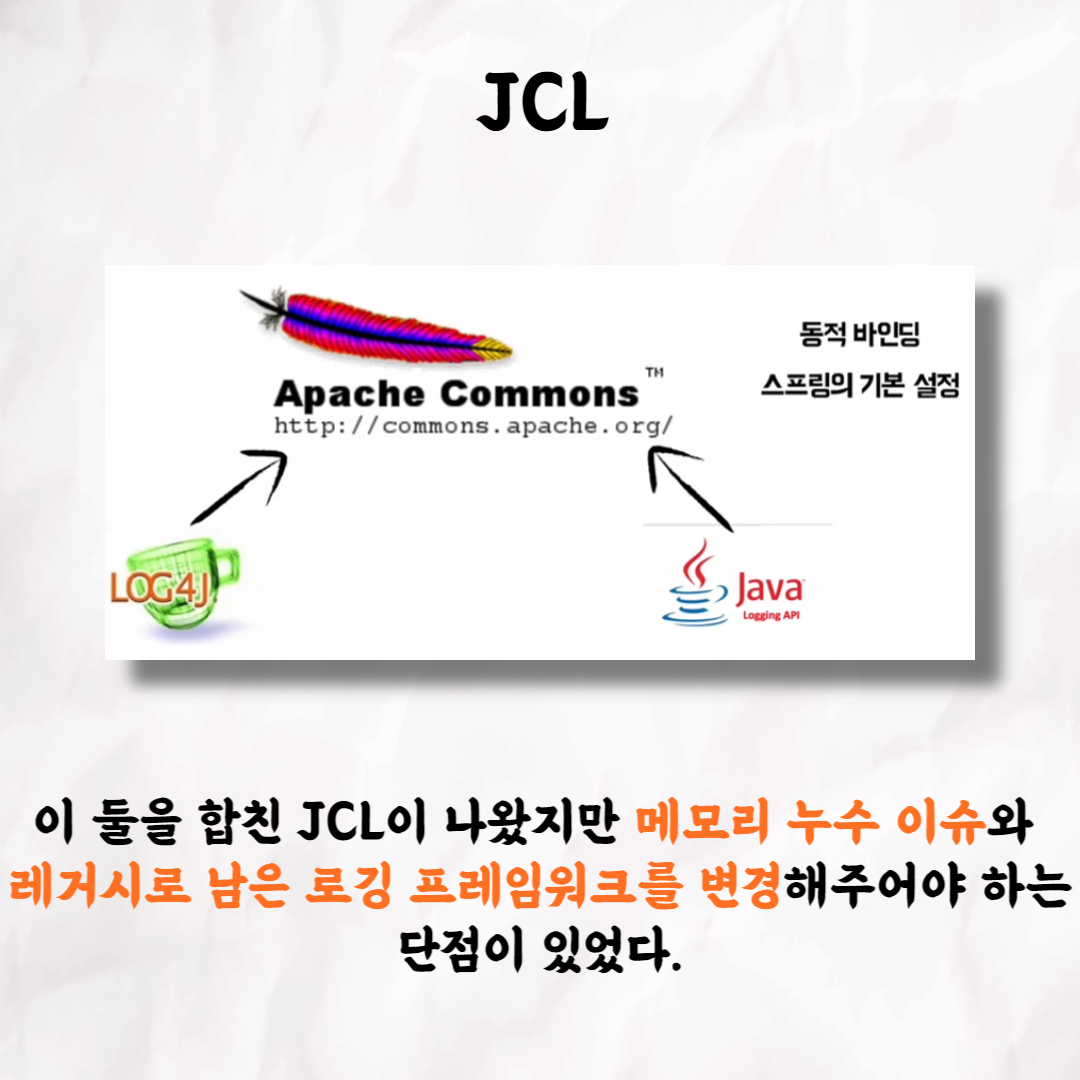 JCL
동적 바인딩
스프링의 기본 설정
Apache Commons™
http://commons.apache.org/
LOG4J
Java
Logging API
이 둘을 합친 JCL이 나왔지만 메모리 누수 이슈와
레거시로 남은 로깅 프레임워크를 변경해주어야 하는
단점이 있었다.